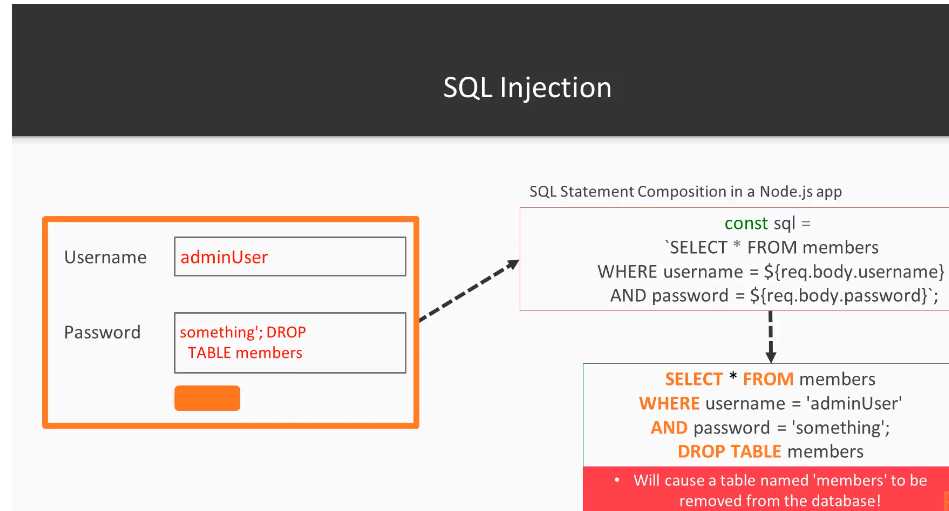 SQL Injection
SQL Statement Composition in a Node.js app
Username
adminUser
Password
something'; DROP
TABLE members
const sql =
`SELECT * FROM members
WHERE username = ${req.body.username}
AND password = ${req.body.password}`;
SELECT * FROM members
WHERE username = 'adminUser'
AND password = 'something';
DROP TABLE members
• Will cause a table named 'members' to be
removed from the database!